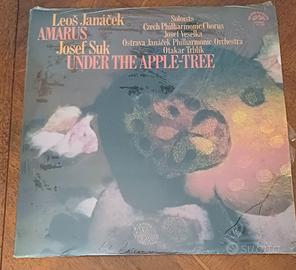 Leoš Janáček
AMARUS
Josef Suk
UNDER THE APPLE-TREE
Soloists
Czech Philharmonic Chorus
Josef Veselka
Ostrava Janáček Philharmonic Orchestra
Otakar Trhlík
subito